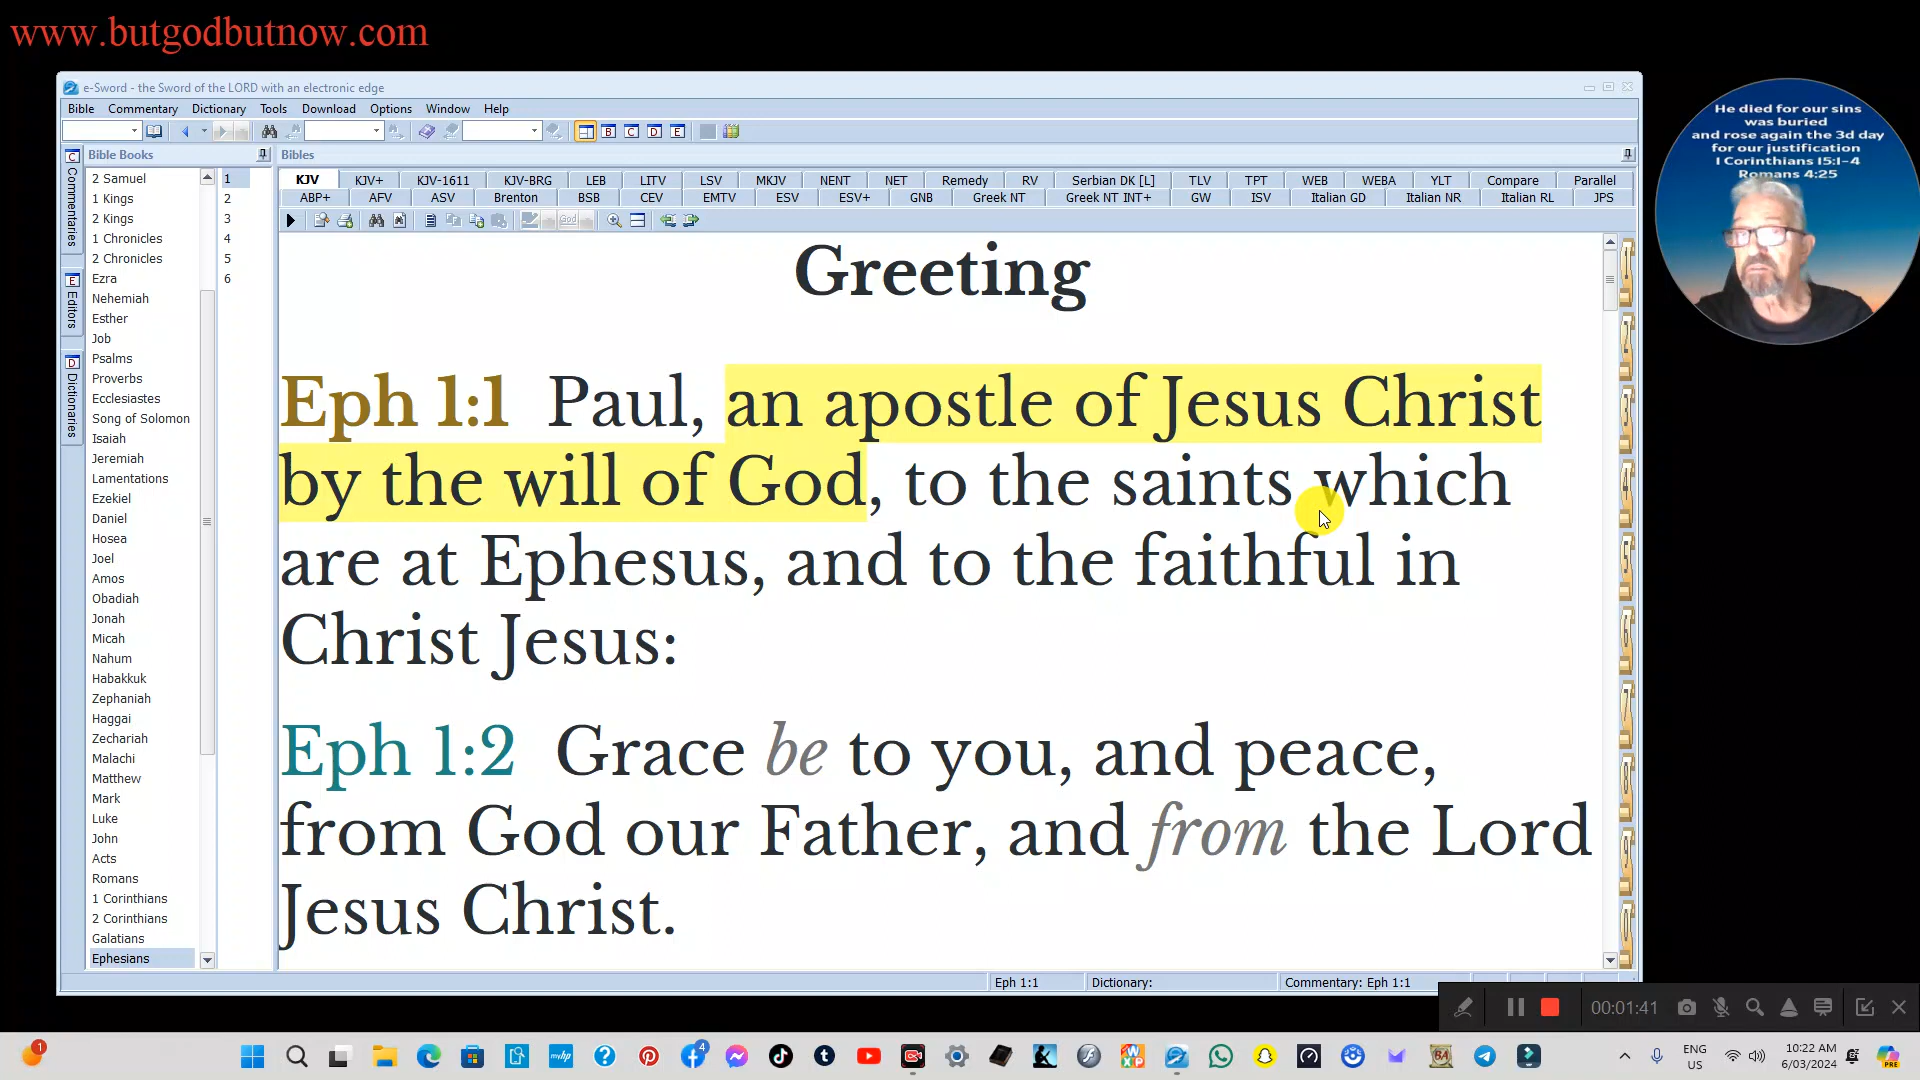 www.butgodbutnow.com
He died for our sins
was buried
and rose again the 3d day
for our justification
1 Corinthians 15:1-4
Romans 4:25
e-Sword - the Sword of the LORD with an electronic edge
Bible Commentary Dictionary Tools Download Options Window Help
B C D E
Commentaries
Editors
Dictionaries
Bible Books
2 Samuel
1 Kings
2 Kings
1 Chronicles
2 Chronicles
Ezra
Nehemiah
Esther
Job
Psalms
Proverbs
Ecclesiastes
Song of Solomon
Isaiah
Jeremiah
Lamentations
Ezekiel
Daniel
Hosea
Joel
Amos
Obadiah
Jonah
Micah
Nahum
Habakkuk
Zephaniah
Haggai
Zechariah
Malachi
Matthew
Mark
Luke
John
Acts
Romans
1 Corinthians
2 Corinthians
Galatians
Ephesians
1
2
3
4
5
6
Bibles
KJV KJV+ KJV-1611 KJV-BRG LEB LITV LSV MKJV NENT NET Remedy RV Serbian DK [L] TLV TPT WEB WEBA YLT Compare Parallel
ABP+ AFV ASV Brenton BSB CEV EMTV ESV ESV+ GNB Greek NT Greek NT INT+ GW ISV Italian GD Italian NR Italian RL JPS
Greeting
Eph 1:1 Paul, an apostle of Jesus Christ
by the will of God, to the saints which
are at Ephesus, and to the faithful in
Christ Jesus:
Eph 1:2 Grace be to you, and peace,
from God our Father, and from the Lord
Jesus Christ.
Eph 1:1 Dictionary: Commentary: Eph 1:1
00:01:41
ENG
US
10:22 AM
6/03/2024